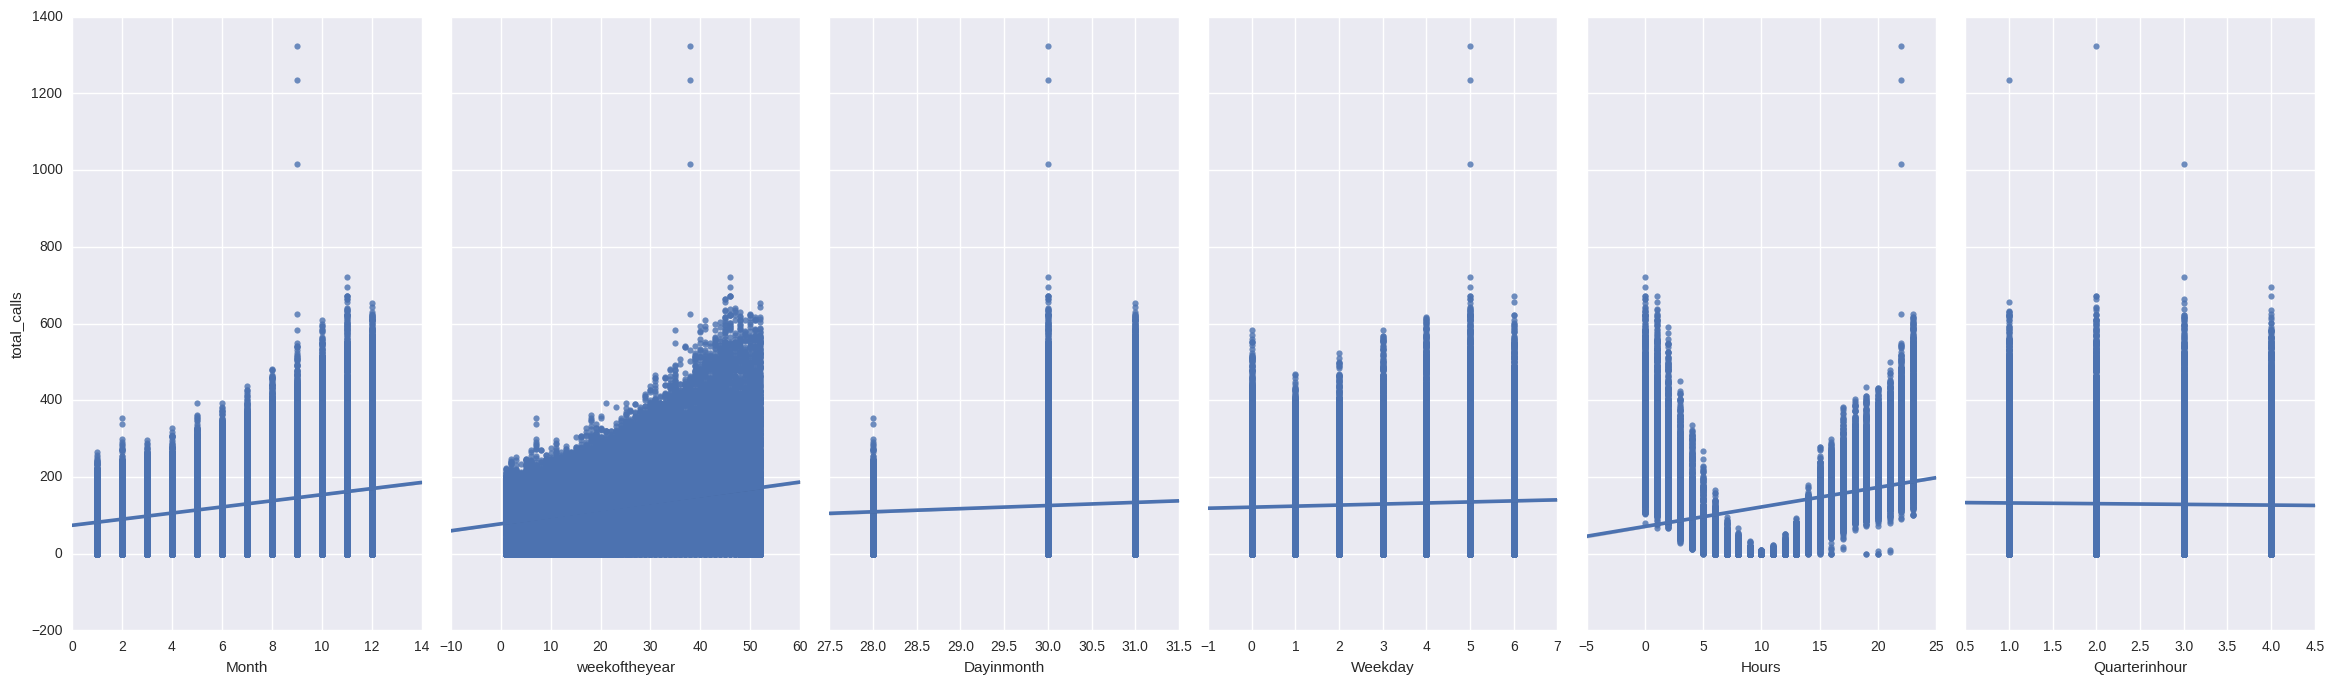 1400
1200
1000
800
600
400
200
0
−200
total_calls
0 2 4 6 8 10 12 14
Month
−10 0 10 20 30 40 50 60
weekoftheyear
27.5 28.0 28.5 29.0 29.5 30.0 30.5 31.0 31.5
Dayinmonth
−1 0 1 2 3 4 5 6 7
Weekday
−5 0 5 10 15 20 25
Hours
0.5 1.0 1.5 2.0 2.5 3.0 3.5 4.0 4.5
Quarterinhour